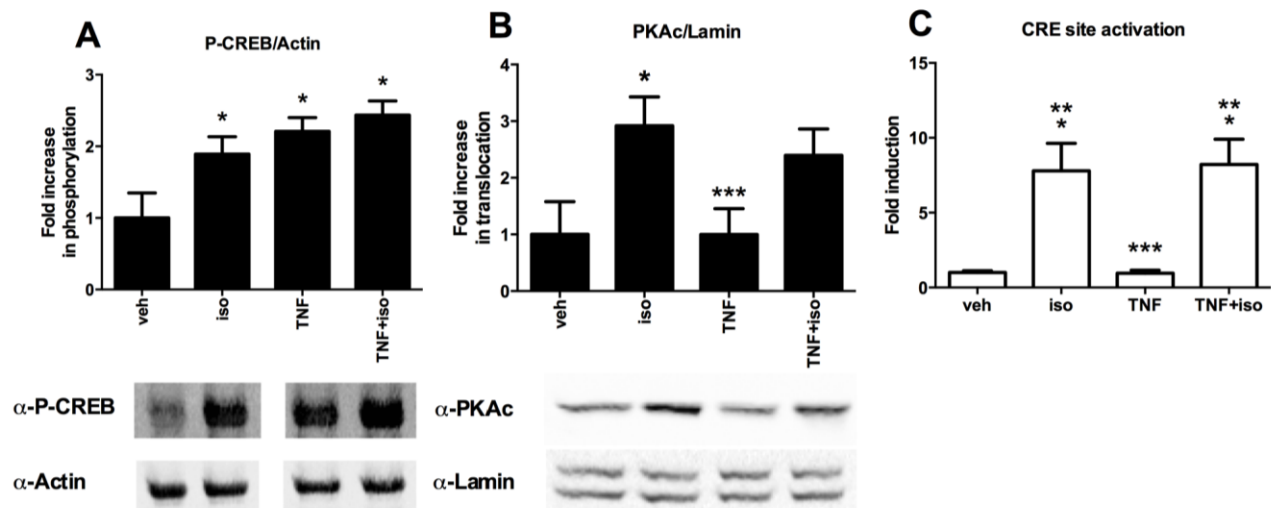 A
P-CREB/Actin
Fold increase
in phosphorylation
3
2
1
0
*
*
*
veh
iso
TNF
TNF+iso
α-P-CREB
α-Actin
B
PKAc/Lamin
Fold increase
in translocation
4
3
2
1
0
*
***
veh
iso
TNF
TNF+iso
α-PKAc
α-Lamin
C
CRE site activation
Fold induction
15
10
5
0
**
*
***
**
*
veh
iso
TNF
TNF+iso